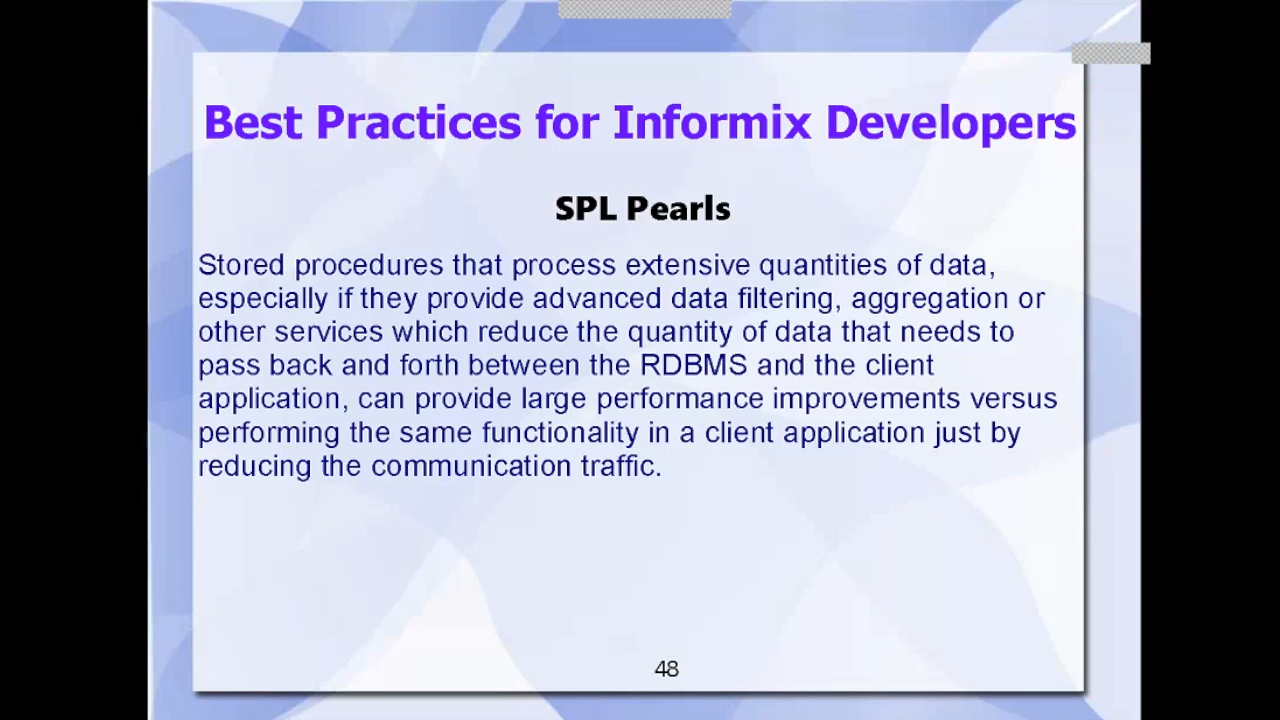 Best Practices for Informix Developers
SPL Pearls
Stored procedures that process extensive quantities of data,
especially if they provide advanced data filtering, aggregation or
other services which reduce the quantity of data that needs to
pass back and forth between the RDBMS and the client
application, can provide large performance improvements versus
performing the same functionality in a client application just by
reducing the communication traffic.
48